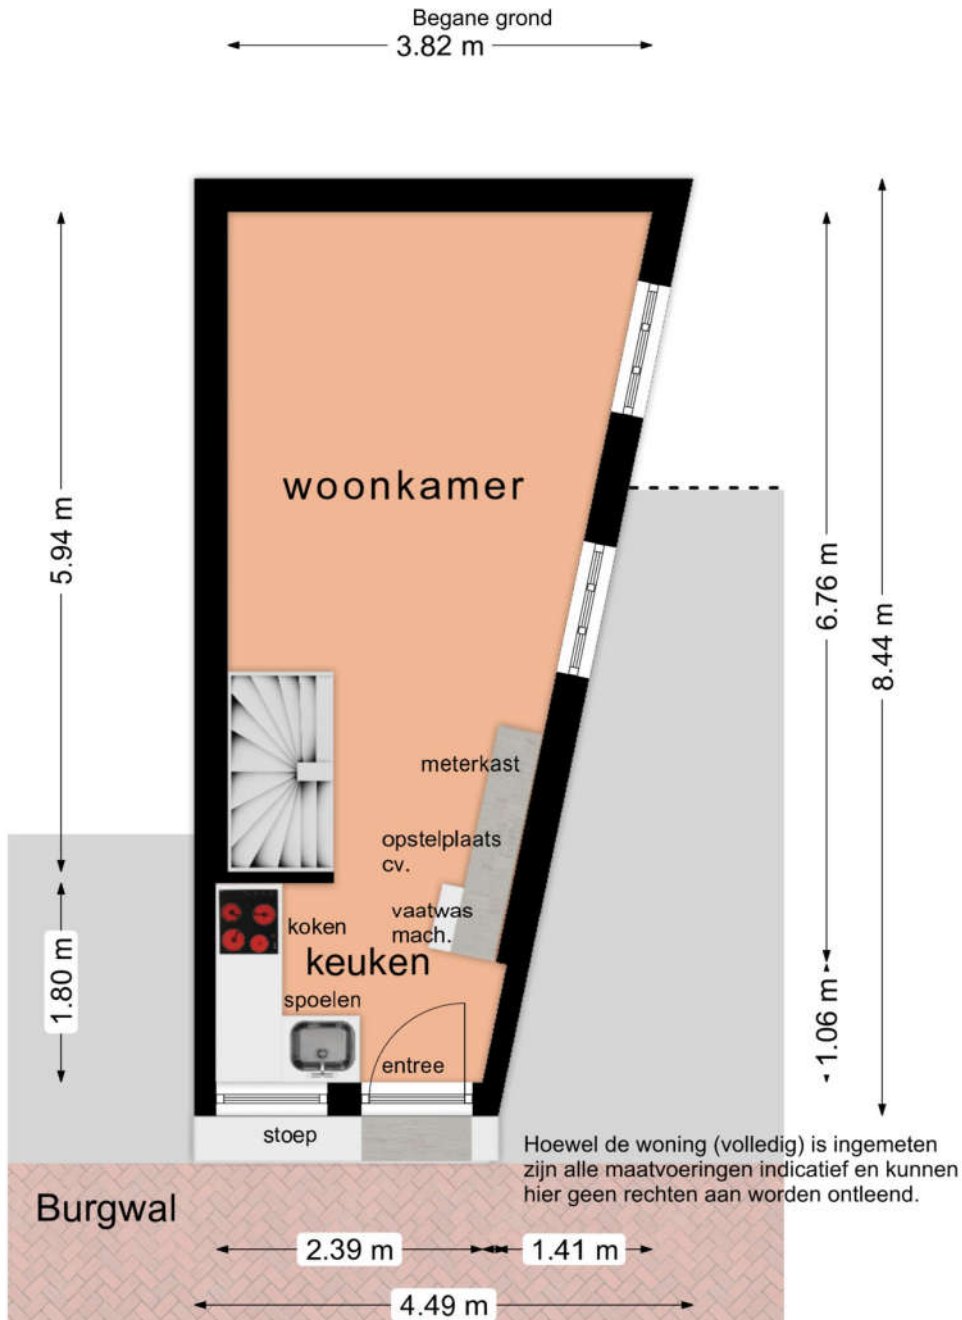 Begane grond
3.82 m
5.94 m
woonkamer
6.76 m
8.44 m
meterkast
opstelplaats
cv.
vaatwas
mach.
koken
keuken
spoelen
1.80 m
1.06 m
entree
stoep
Hoewel de woning (volledig) is ingemeten
zijn alle maatvoeringen indicatief en kunnen
hier geen rechten aan worden ontleend.
Burgwal
2.39 m
1.41 m
4.49 m